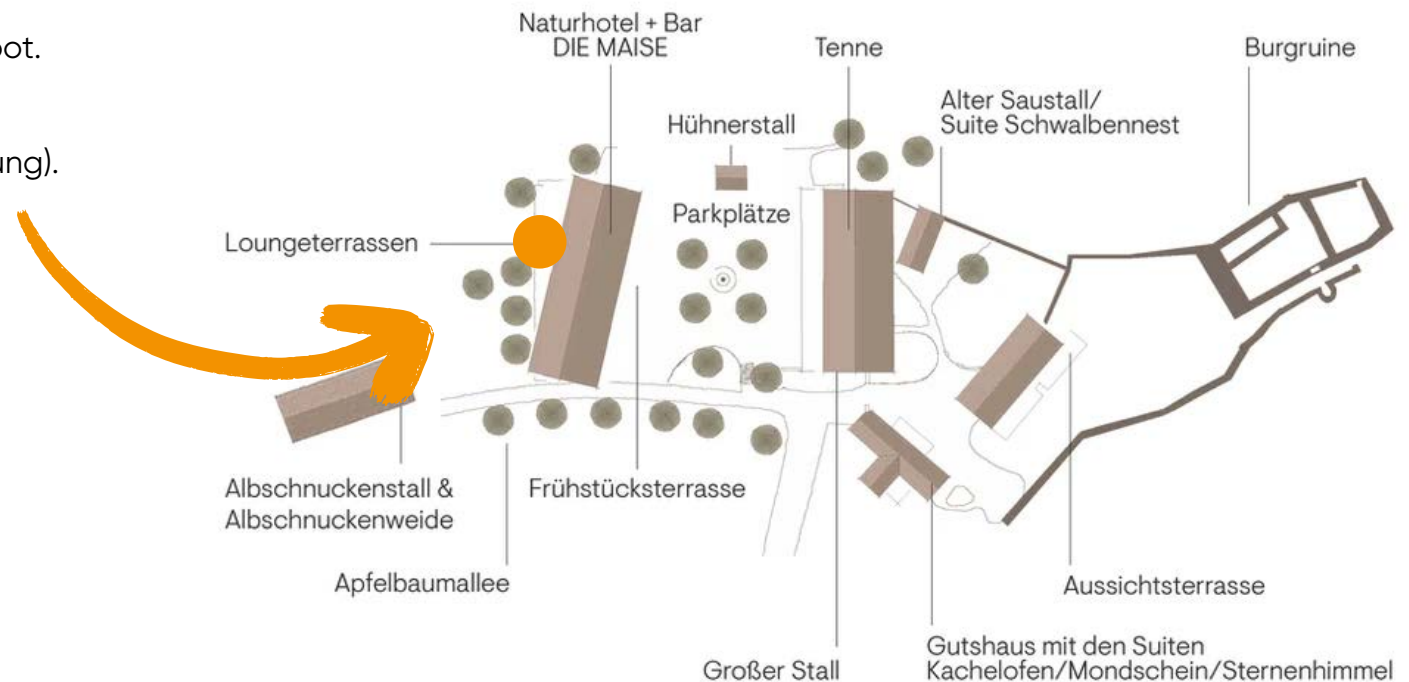 oot.
ung).
Naturhotel + Bar
DIE MAISE
Tenne
Burgruine
Alter Saustall/
Suite Schwalbennest
Hühnerstall
Parkplätze
Loungeterrassen
Albschnuckenstall &
Albschnuckenweide
Frühstücksterrasse
Apfelbaumallee
Aussichtsterrasse
Großer Stall
Gutshaus mit den Suiten
Kachelofen/Mondschein/Sternenhimmel